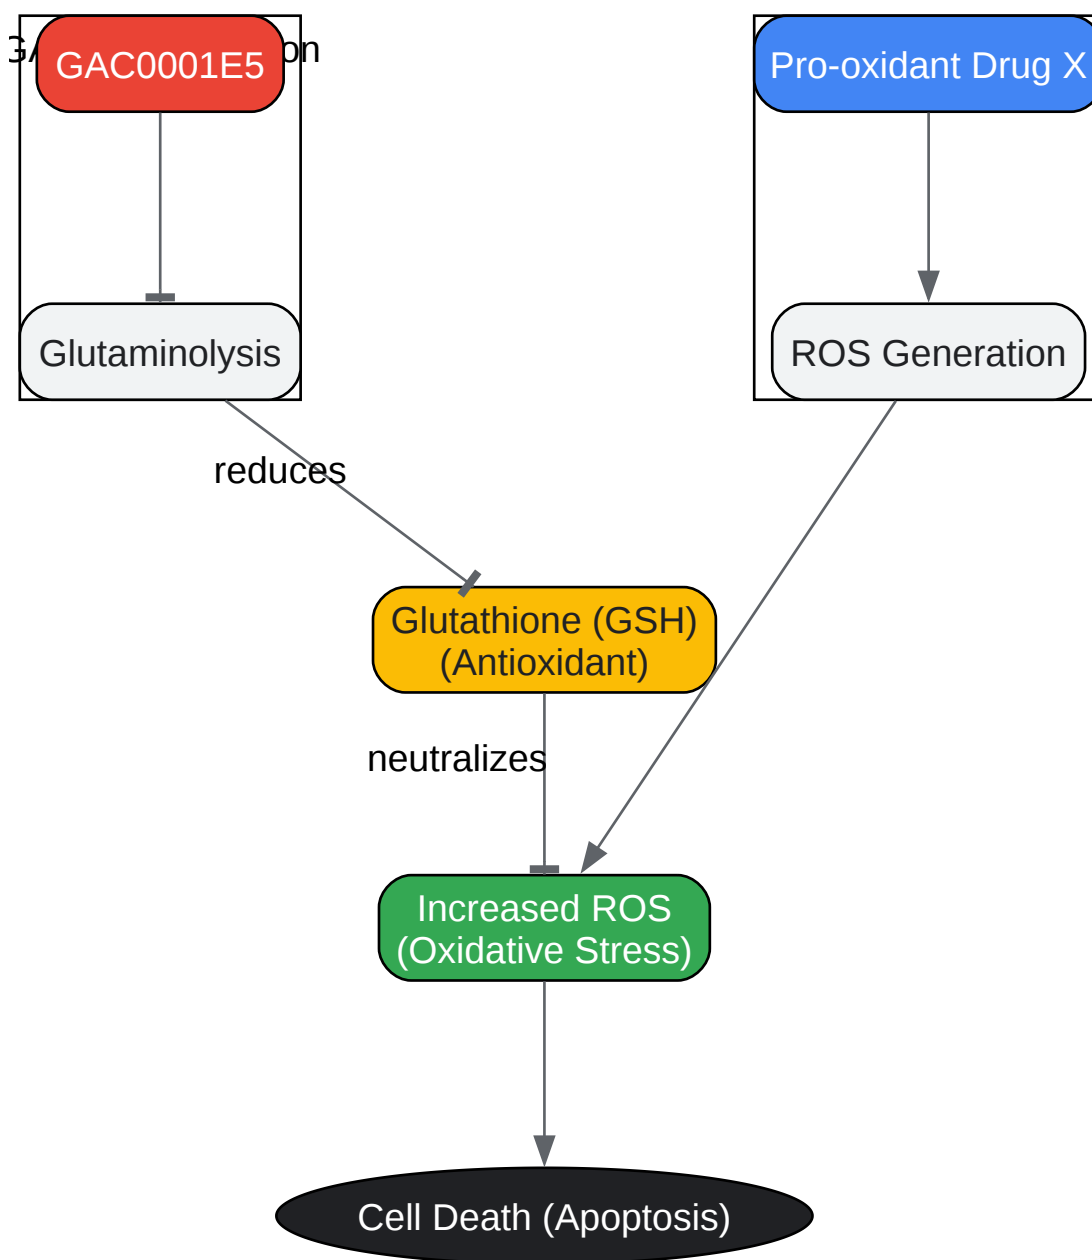 GAC0001E5
Pro-oxidant Drug X
Glutaminolysis
ROS Generation
reduces
Glutathione (GSH)
(Antioxidant)
neutralizes
Increased ROS
(Oxidative Stress)
Cell Death (Apoptosis)